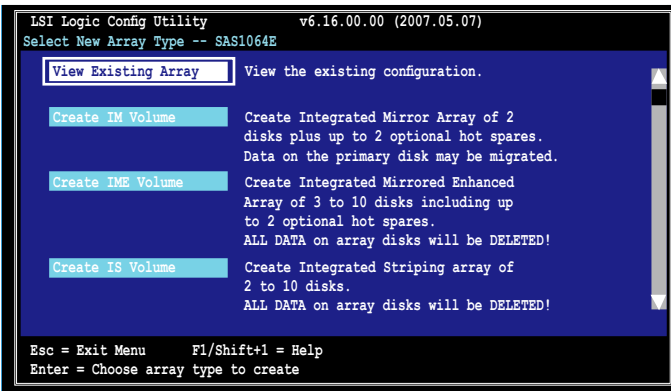 LSI Logic Config Utility v6.16.00.00 (2007.05.07)
Select New Array Type -- SAS1064E
View Existing Array View the existing configuration.
Create IM Volume Create Integrated Mirror Array of 2
disks plus up to 2 optional hot spares.
Data on the primary disk may be migrated.
Create IME Volume Create Integrated Mirrored Enhanced
Array of 3 to 10 disks including up
to 2 optional hot spares.
ALL DATA on array disks will be DELETED!
Create IS Volume Create Integrated Striping array of
2 to 10 disks.
ALL DATA on array disks will be DELETED!
Esc = Exit Menu F1/Shift+1 = Help
Enter = Choose array type to create